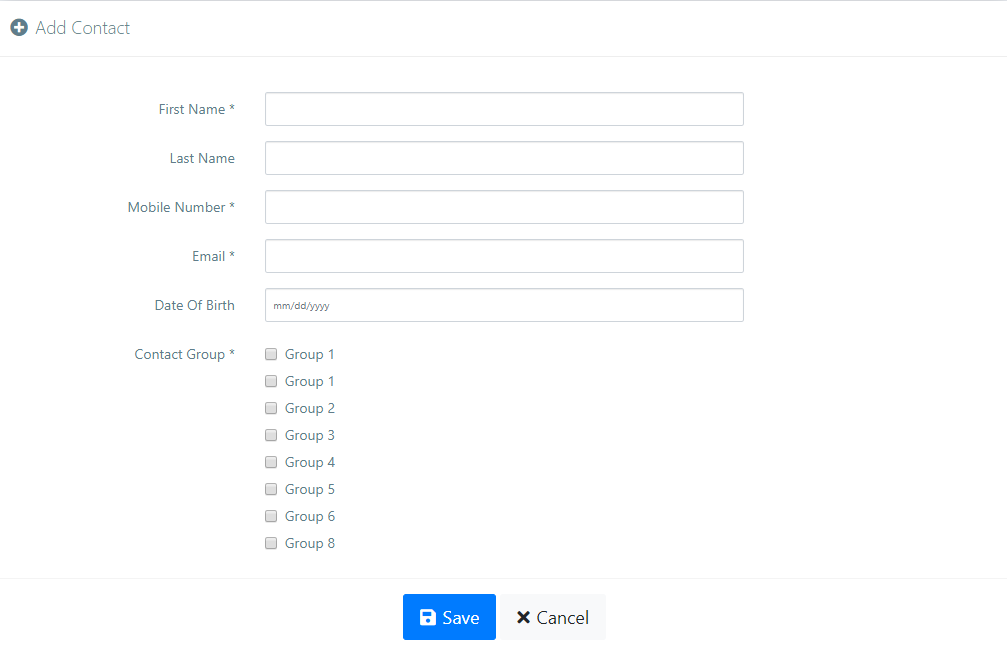 Add Contact
First Name *
Last Name
Mobile Number *
Email *
Date Of Birth mm/dd/yyyy
Contact Group * Group 1
Group 1
Group 2
Group 3
Group 4
Group 5
Group 6
Group 8
Save Cancel